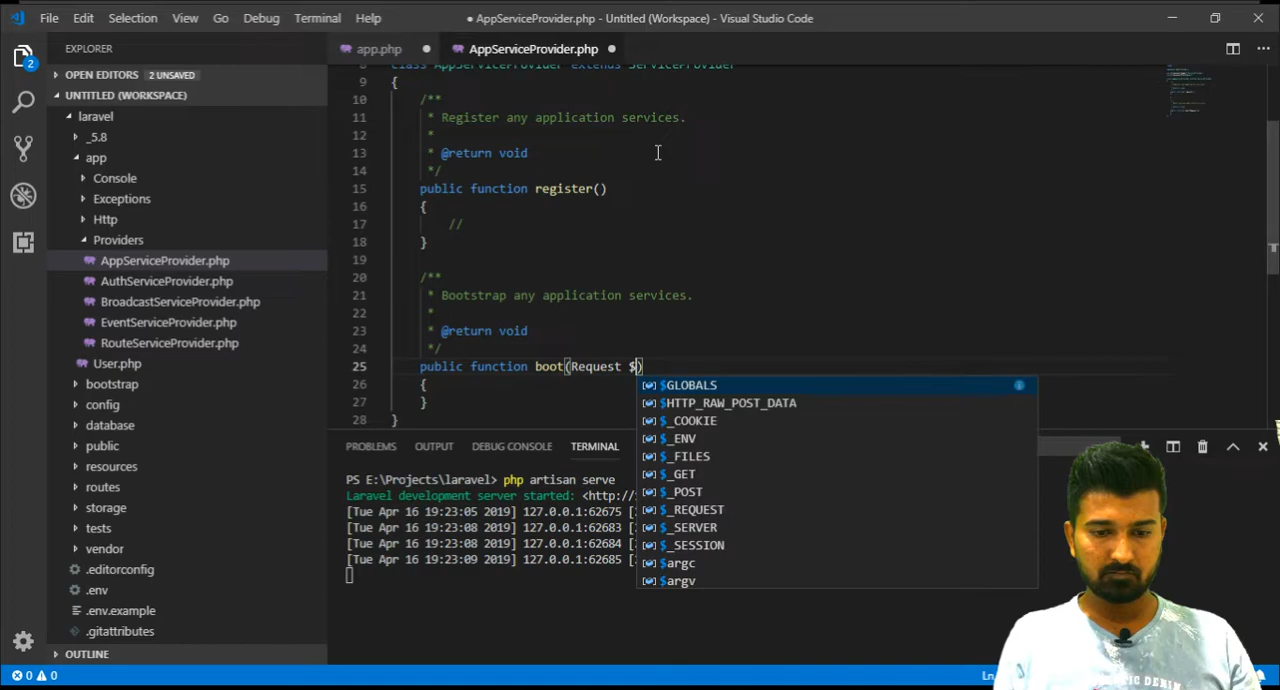 File Edit Selection View Go Debug Terminal Help
● AppServiceProvider.php - Untitled (Workspace) - Visual Studio Code
EXPLORER
OPEN EDITORS 2 UNSAVED
UNTITLED (WORKSPACE)
laravel
_5.8
app
Console
Exceptions
Http
Providers
AppServiceProvider.php
AuthServiceProvider.php
BroadcastServiceProvider.php
EventServiceProvider.php
RouteServiceProvider.php
User.php
bootstrap
config
database
public
resources
routes
storage
tests
vendor
.editorconfig
.env
.env.example
.gitattributes
OUTLINE
2
app.php
AppServiceProvider.php
class AppServiceProvider extends ServiceProvider
9 {
10 /**
11 * Register any application services.
12 *
13 * @return void
14 */
15 public function register()
16 {
17 //
18 }
19
20 /**
21 * Bootstrap any application services.
22 *
23 * @return void
24 */
25 public function boot(Request $)
26 {
27 }
28 }
$GLOBALS
$HTTP_RAW_POST_DATA
$_COOKIE
$_ENV
$_FILES
$_GET
$_POST
$_REQUEST
$_SERVER
$_SESSION
$argc
$argv
PROBLEMS OUTPUT DEBUG CONSOLE TERMINAL
PS E:\Projects\laravel> php artisan serve
Laravel development server started: <http:/
[Tue Apr 16 19:23:05 2019] 127.0.0.1:62675 [
[Tue Apr 16 19:23:08 2019] 127.0.0.1:62683 [
[Tue Apr 16 19:23:08 2019] 127.0.0.1:62684 [
[Tue Apr 16 19:23:09 2019] 127.0.0.1:62685 [
0 0
Ln